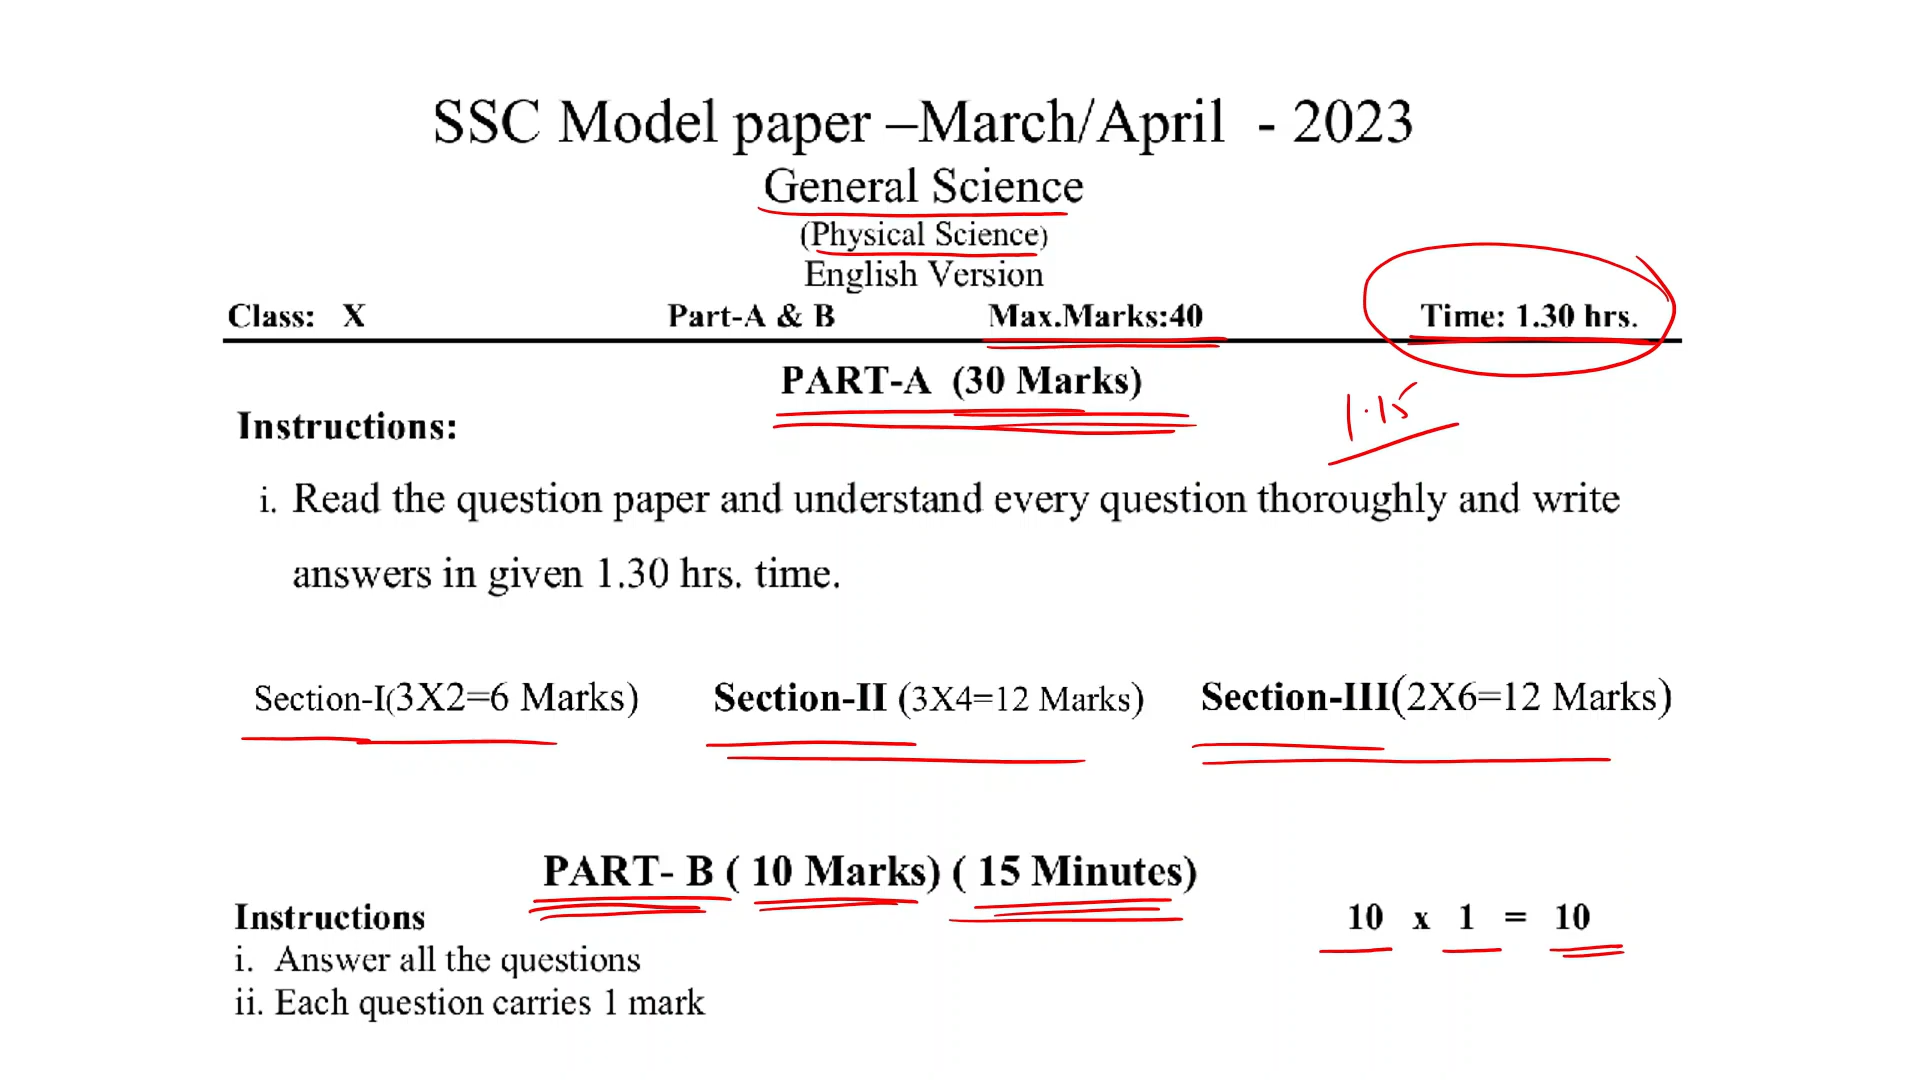 SSC Model paper –March/April - 2023
General Science
(Physical Science)
English Version
Class: X Part-A & B Max.Marks:40 Time: 1.30 hrs.
PART-A (30 Marks)
1.15
Instructions:
i. Read the question paper and understand every question thoroughly and write
answers in given 1.30 hrs. time.
Section-I(3X2=6 Marks) Section-II (3X4=12 Marks) Section-III(2X6=12 Marks)
PART- B ( 10 Marks) ( 15 Minutes)
Instructions 10 x 1 = 10
i. Answer all the questions
ii. Each question carries 1 mark